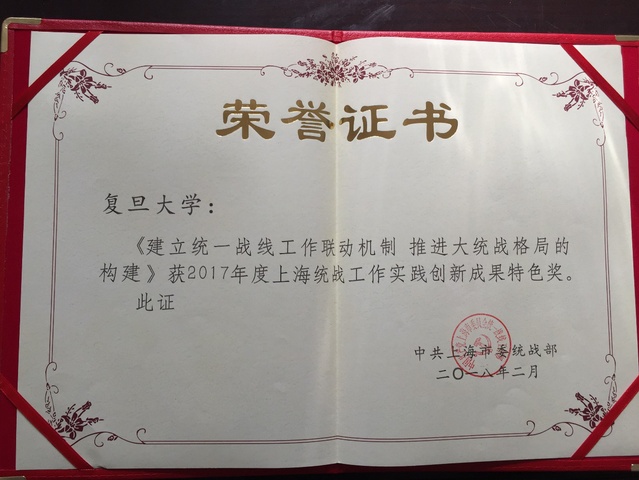 荣誉证书
复旦大学：
《建立统一战线工作联动机制 推进大统战格局的
构建》获2017年度上海统战工作实践创新成果特色奖。
此证
中共上海市委统战部
二〇一八年二月